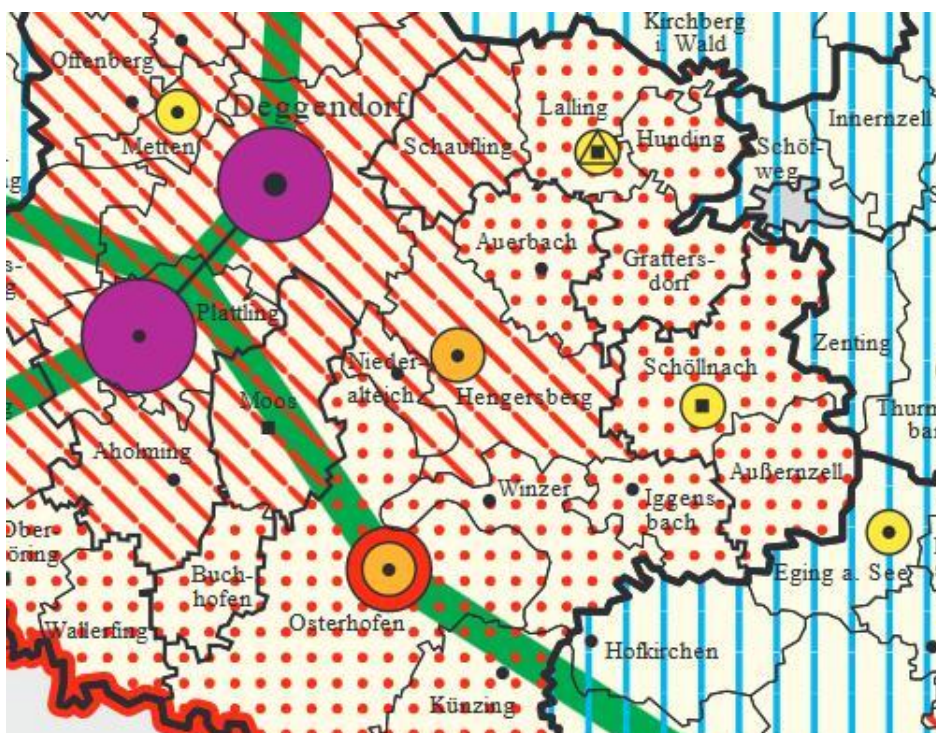 Kirchberg
i. Wald
Offenberg
Deggendorf
Lalling
Innernzell
Metten
Schaufling
Hunding
Schöf-
weg
Auerbach
Gratters-
dorf
Plattling
Zenting
Nieder-
alteich
Schöllnach
Moos
Hengersberg
Aholming
Außernzell
Winzer
Iggens-
bach
Buch-
hofen
Eging a. See
Osterhofen
Wallerfing
Hofkirchen
Künzing